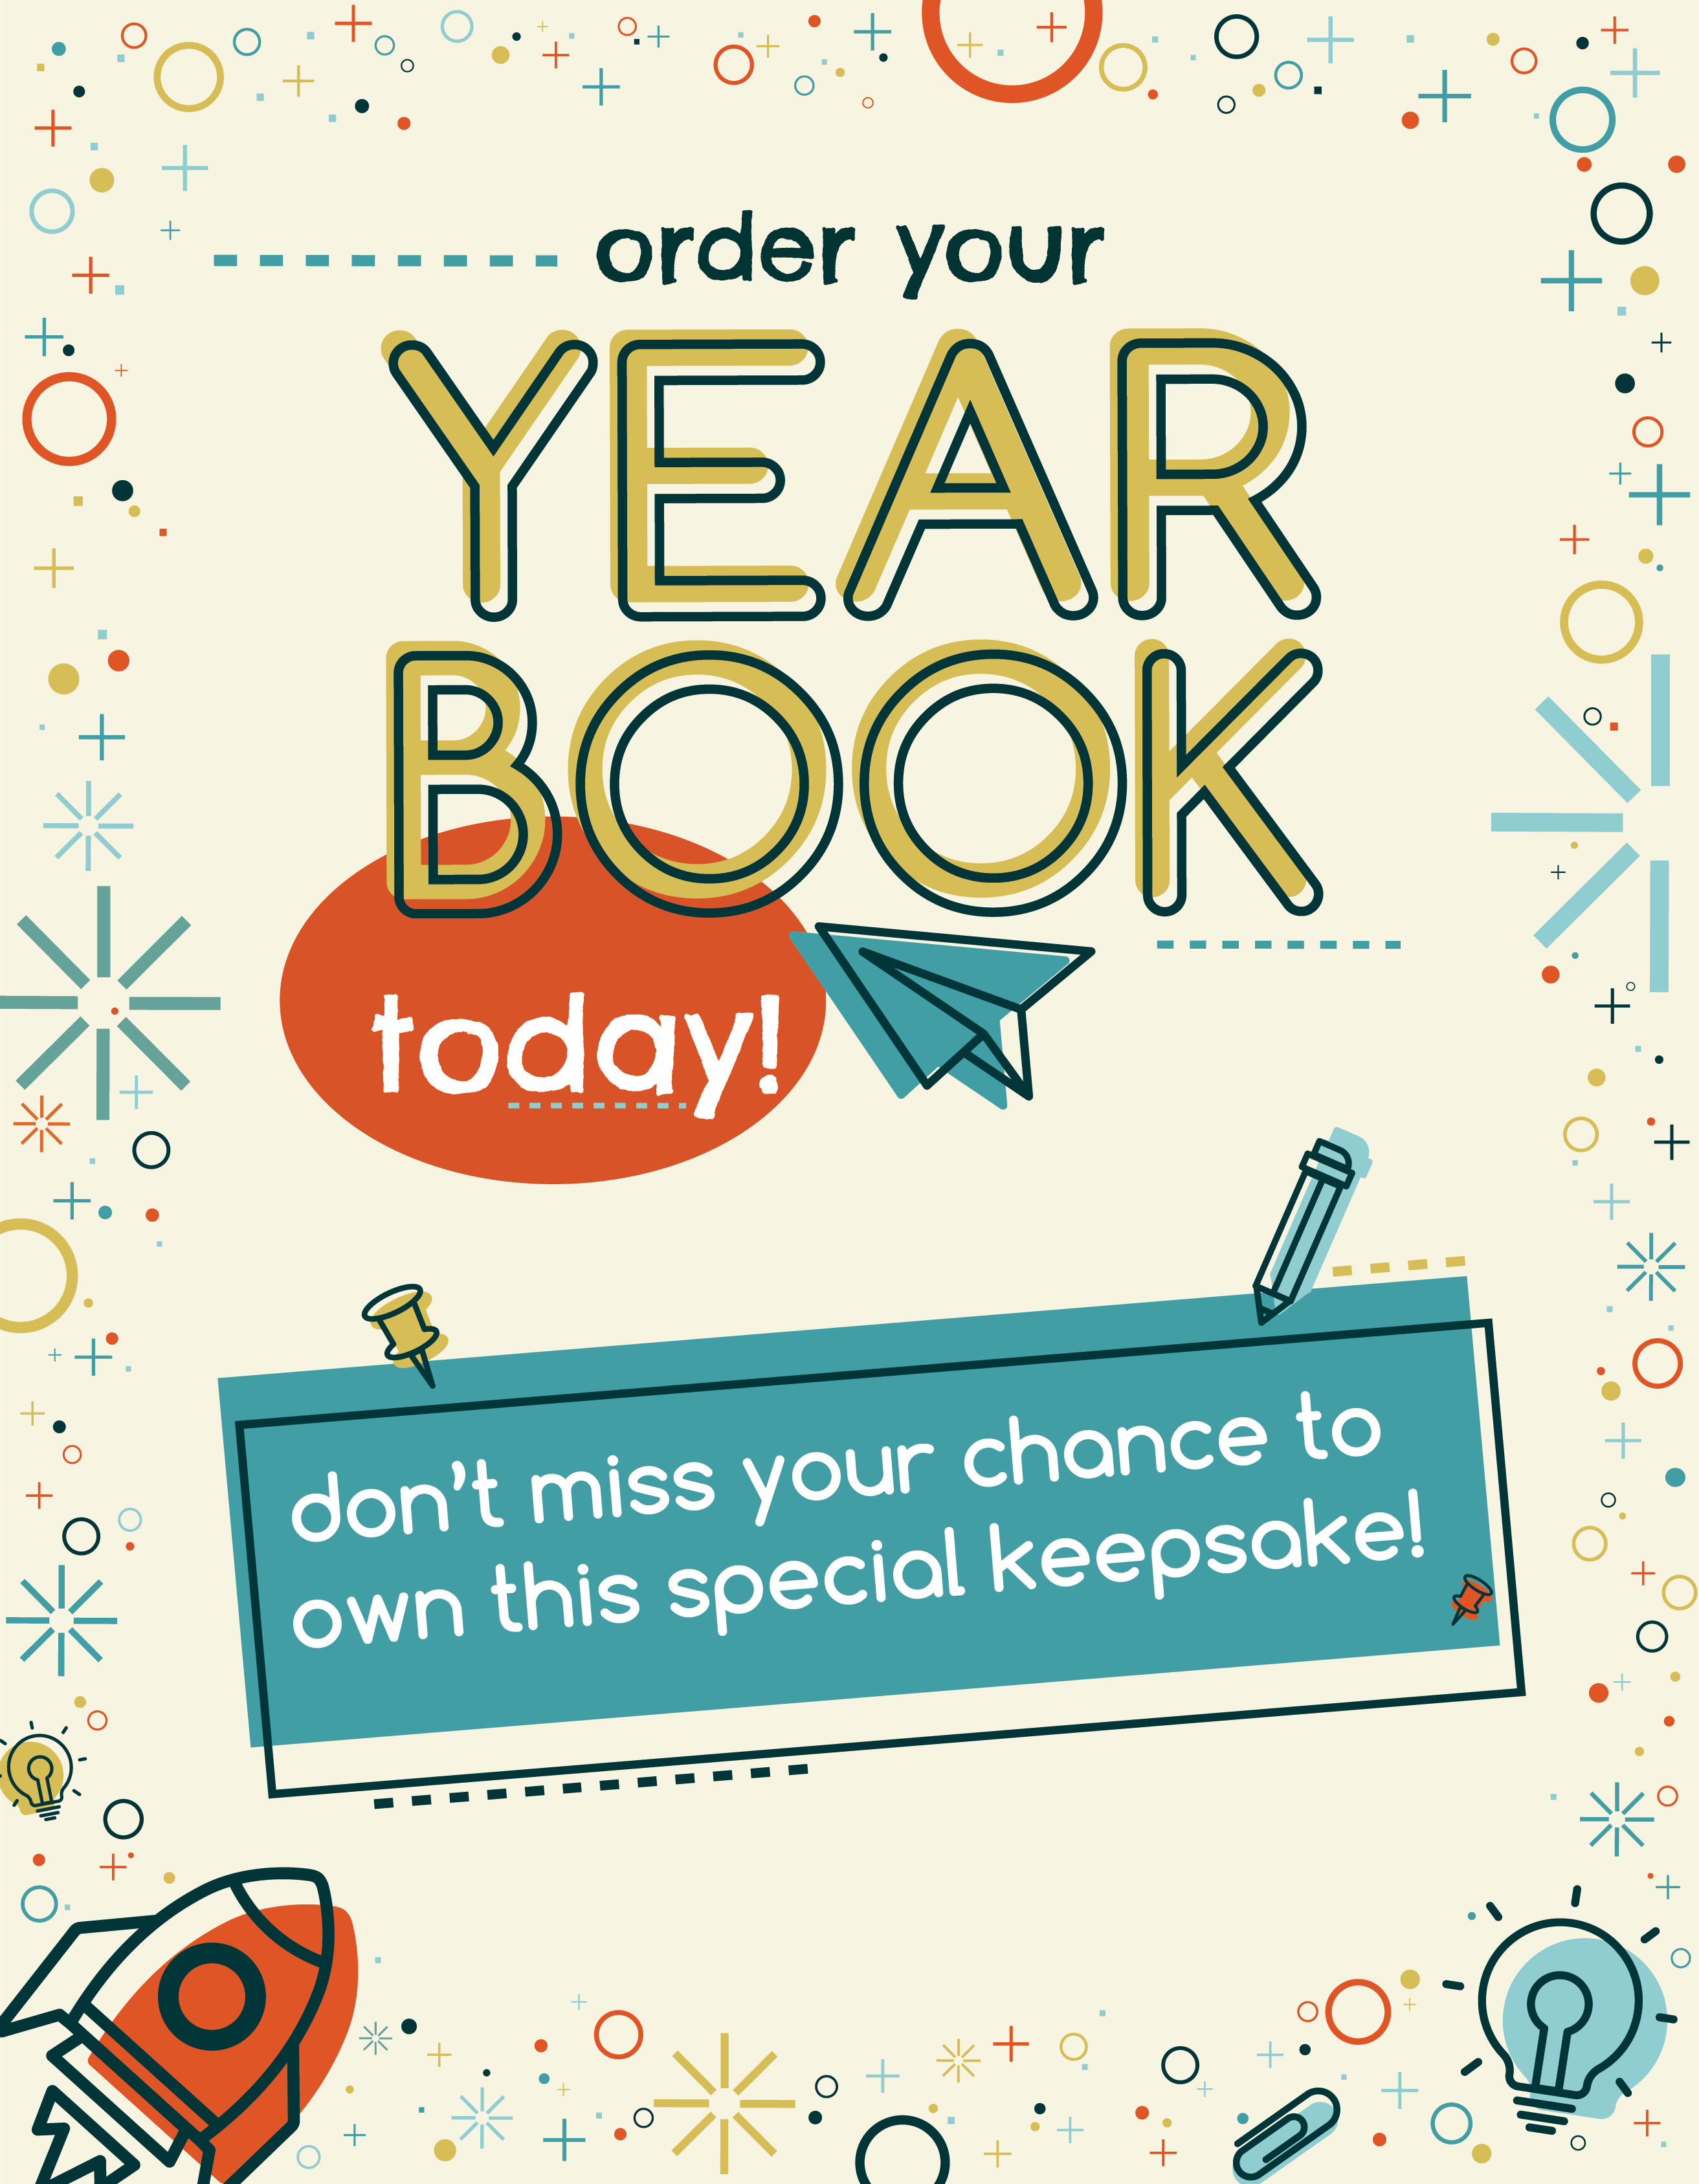 order your
YEAR
BOOK
today!
don't miss your chance to
own this special keepsake!